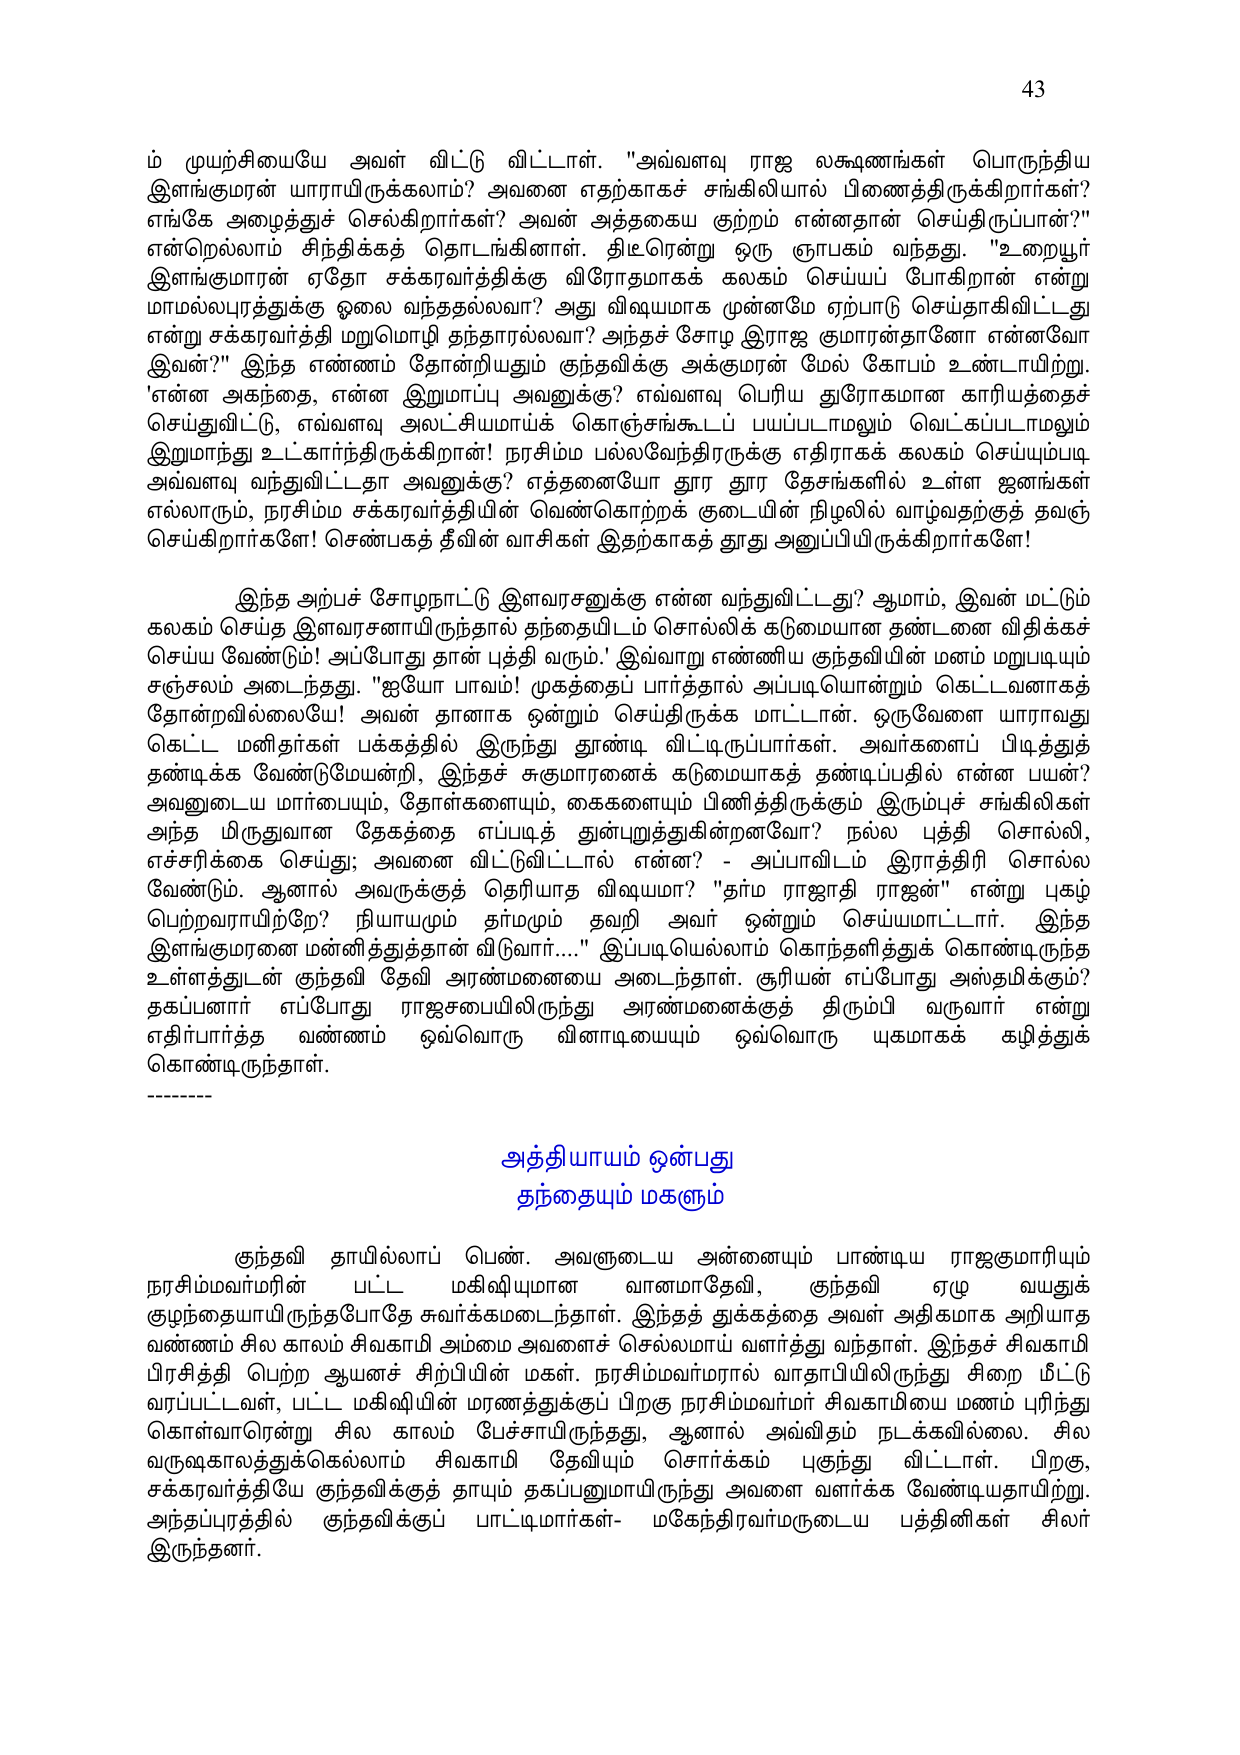 43
ம் முயற்சியையே அவள் விட்டு விட்டாள். "அவ்வளவு ராஜ லக்ஷணங்கள் பொருந்திய
இளங்குமரன் யாராயிருக்கலாம்? அவனை எதற்காகச் சங்கிலியால் பிணைத்திருக்கிறார்கள்?
எங்கே அழைத்துச் செல்கிறார்கள்? அவன் அத்தகைய குற்றம் என்னதான் செய்திருப்பான்?"
என்றெல்லாம் சிந்திக்கத் தொடங்கினாள். திடீரென்று ஒரு ஞாபகம் வந்தது. "உறையூர்
இளங்குமாரன் ஏதோ சக்கரவர்த்திக்கு விரோதமாகக் கலகம் செய்யப் போகிறான் என்று
மாமல்லபுரத்துக்கு ஓலை வந்ததல்லவா? அது விஷயமாக முன்னமே ஏற்பாடு செய்தாகிவிட்டது
என்று சக்கரவர்த்தி மறுமொழி தந்தாரல்லவா? அந்தச் சோழ இராஜ குமாரன்தானோ என்னவோ
இவன்?" இந்த எண்ணம் தோன்றியதும் குந்தவிக்கு அக்குமரன் மேல் கோபம் உண்டாயிற்று.
'என்ன அகந்தை, என்ன இறுமாப்பு அவனுக்கு? எவ்வளவு பெரிய துரோகமான காரியத்தைச்
செய்துவிட்டு, எவ்வளவு அலட்சியமாய்க் கொஞ்சங்கூடப் பயப்படாமலும் வெட்கப்படாமலும்
இறுமாந்து உட்கார்ந்திருக்கிறான்! நரசிம்ம பல்லவேந்திரருக்கு எதிராகக் கலகம் செய்யும்படி
அவ்வளவு வந்துவிட்டதா அவனுக்கு? எத்தனையோ தூர தூர தேசங்களில் உள்ள ஜனங்கள்
எல்லாரும், நரசிம்ம சக்கரவர்த்தியின் வெண்கொற்றக் குடையின் நிழலில் வாழ்வதற்குத் தவஞ்
செய்கிறார்களே! செண்பகத் தீவின் வாசிகள் இதற்காகத் தூது அனுப்பியிருக்கிறார்களே!
இந்த அற்பச் சோழநாட்டு இளவரசனுக்கு என்ன வந்துவிட்டது? ஆமாம், இவன் மட்டும்
கலகம் செய்த இளவரசனாயிருந்தால் தந்தையிடம் சொல்லிக் கடுமையான தண்டனை விதிக்கச்
செய்ய வேண்டும்! அப்போது தான் புத்தி வரும்.' இவ்வாறு எண்ணிய குந்தவியின் மனம் மறுபடியும்
சஞ்சலம் அடைந்தது. "ஐயோ பாவம்! முகத்தைப் பார்த்தால் அப்படியொன்றும் கெட்டவனாகத்
தோன்றவில்லையே! அவன் தானாக ஒன்றும் செய்திருக்க மாட்டான். ஒருவேளை யாராவது
கெட்ட மனிதர்கள் பக்கத்தில் இருந்து தூண்டி விட்டிருப்பார்கள். அவர்களைப் பிடித்துத்
தண்டிக்க வேண்டுமேயன்றி, இந்தச் சுகுமாரனைக் கடுமையாகத் தண்டிப்பதில் என்ன பயன்?
அவனுடைய மார்பையும், தோள்களையும், கைகளையும் பிணித்திருக்கும் இரும்புச் சங்கிலிகள்
அந்த மிருதுவான தேகத்தை எப்படித் துன்புறுத்துகின்றனவோ? நல்ல புத்தி சொல்லி,
எச்சரிக்கை செய்து; அவனை விட்டுவிட்டால் என்ன? - அப்பாவிடம் இராத்திரி சொல்ல
வேண்டும். ஆனால் அவருக்குத் தெரியாத விஷயமா? "தர்ம ராஜாதி ராஜன்" என்று புகழ்
பெற்றவராயிற்றே? நியாயமும் தர்மமும் தவறி அவர் ஒன்றும் செய்யமாட்டார். இந்த
இளங்குமரனை மன்னித்துத்தான் விடுவார்...." இப்படியெல்லாம் கொந்தளித்துக் கொண்டிருந்த
உள்ளத்துடன் குந்தவி தேவி அரண்மனையை அடைந்தாள். சூரியன் எப்போது அஸ்தமிக்கும்?
தகப்பனார் எப்போது ராஜசபையிலிருந்து அரண்மனைக்குத் திரும்பி வருவார் என்று
எதிர்பார்த்த வண்ணம் ஒவ்வொரு வினாடியையும் ஒவ்வொரு யுகமாகக் கழித்துக்
கொண்டிருந்தாள்.
--------
அத்தியாயம் ஒன்பது
தந்தையும் மகளும்
குந்தவி தாயில்லாப் பெண். அவளுடைய அன்னையும் பாண்டிய ராஜகுமாரியும்
நரசிம்மவர்மரின் பட்ட மகிஷியுமான வானமாதேவி, குந்தவி ஏழு வயதுக்
குழந்தையாயிருந்தபோதே சுவர்க்கமடைந்தாள். இந்தத் துக்கத்தை அவள் அதிகமாக அறியாத
வண்ணம் சில காலம் சிவகாமி அம்மை அவளைச் செல்லமாய் வளர்த்து வந்தாள். இந்தச் சிவகாமி
பிரசித்தி பெற்ற ஆயனச் சிற்பியின் மகள். நரசிம்மவர்மரால் வாதாபியிலிருந்து சிறை மீட்டு
வரப்பட்டவள், பட்ட மகிஷியின் மரணத்துக்குப் பிறகு நரசிம்மவர்மர் சிவகாமியை மணம் புரிந்து
கொள்வாரென்று சில காலம் பேச்சாயிருந்தது, ஆனால் அவ்விதம் நடக்கவில்லை. சில
வருஷகாலத்துக்கெல்லாம் சிவகாமி தேவியும் சொர்க்கம் புகுந்து விட்டாள். பிறகு,
சக்கரவர்த்தியே குந்தவிக்குத் தாயும் தகப்பனுமாயிருந்து அவளை வளர்க்க வேண்டியதாயிற்று.
அந்தப்புரத்தில் குந்தவிக்குப் பாட்டிமார்கள்- மகேந்திரவர்மருடைய பத்தினிகள் சிலர்
இருந்தனர்.